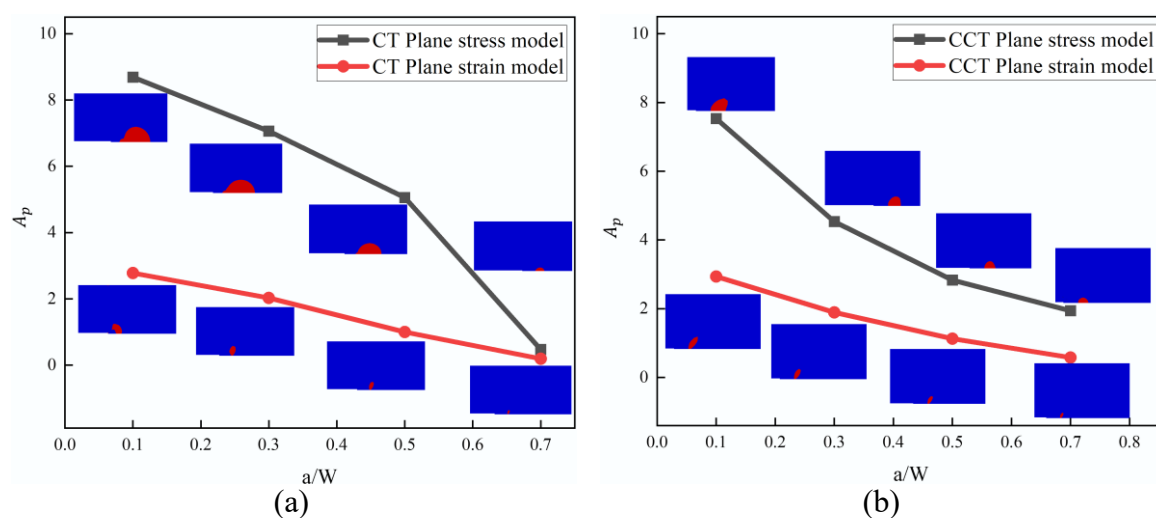 CT Plane stress model
CT Plane strain model
10
8
6
4
2
0
A_p
0.0 0.1 0.2 0.3 0.4 0.5 0.6 0.7
a/W
(a)
CCT Plane stress model
CCT Plane strain model
10
8
6
4
2
0
A_p
0.0 0.1 0.2 0.3 0.4 0.5 0.6 0.7 0.8
a/W
(b)